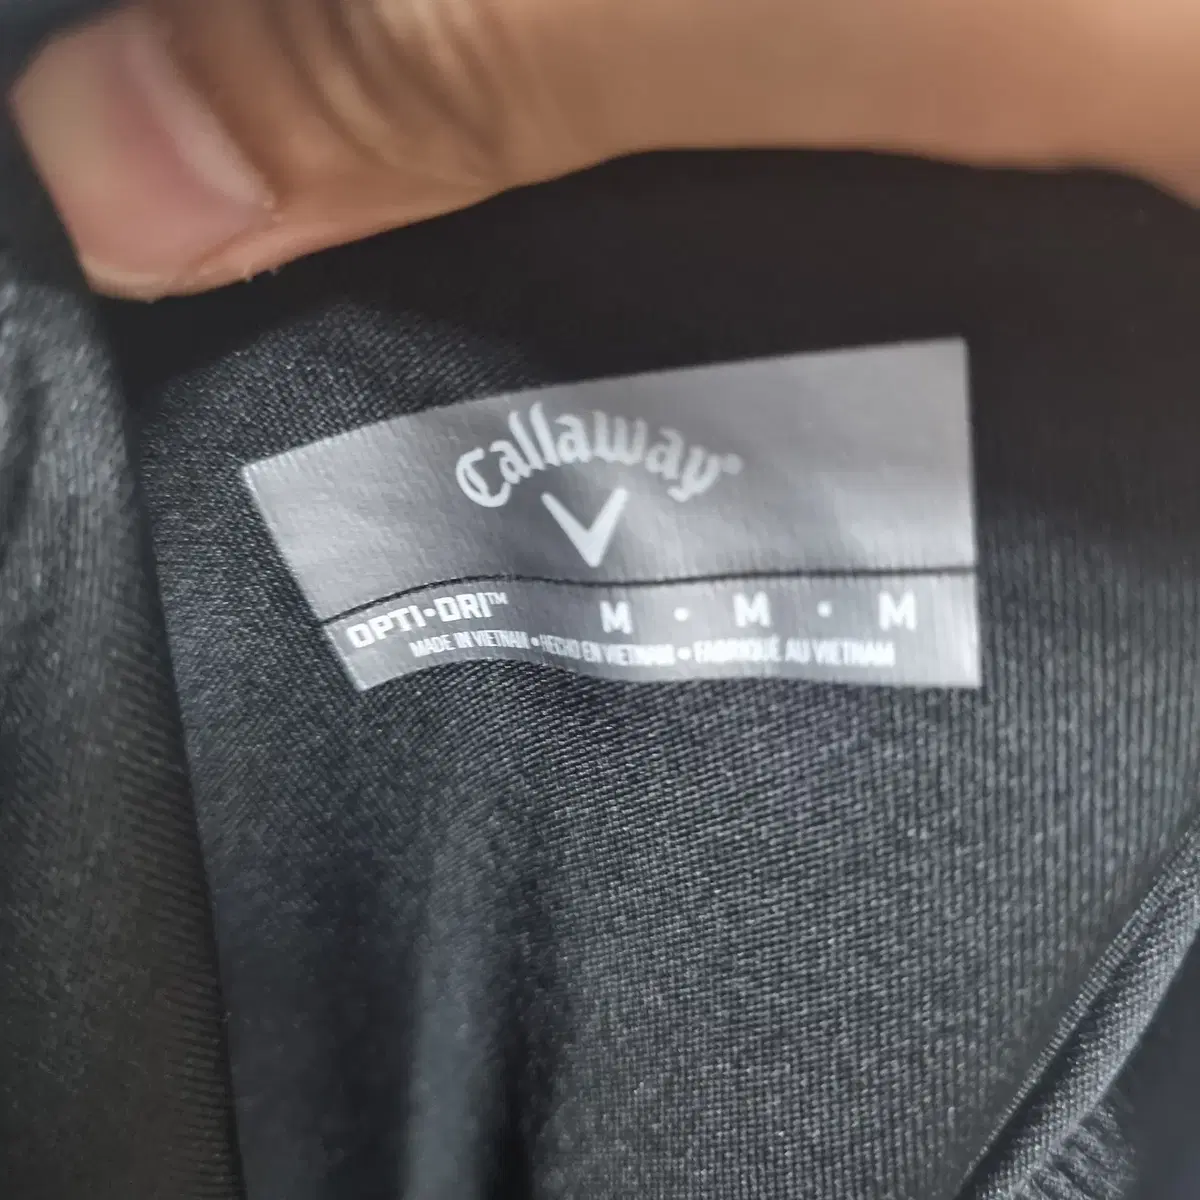 Callaway®
OPTI•DRI™ M • M • M
MADE IN VIETNAM • HECHO EN VIETNAM • FABRIQUÉ AU VIETNAM